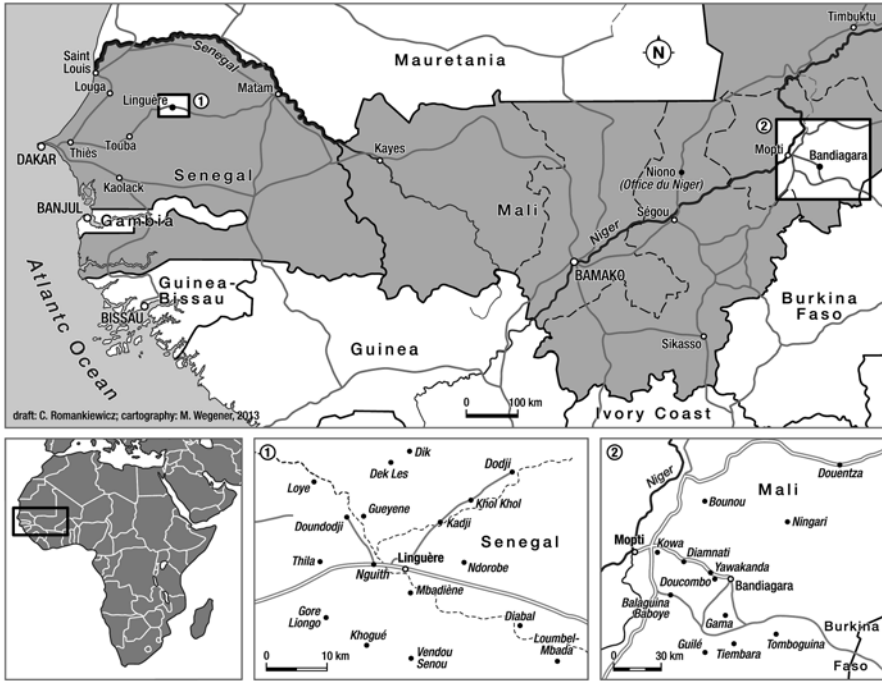 Timbuktu
Saint
Louis
Senegal
Mauretania
N
Louga
Linguère
1
Matam
2
Mopti
Bandiagara
DAKAR
Thiès
Touba
Kayes
Niono
(Office du Niger)
Kaolack
Senegal
Mali
Ségou
BANJUL
Gambia
Niger
BAMAKO
Atlantc Ocean
Guinea-
Bissau
BISSAU
Burkina
Faso
Guinea
Sikasso
0 100 km
Ivory Coast
draft: C. Romankiewicz; cartography: M. Wegener, 2013
1
Dik
Dek Les
Dodji
Loye
Gueyene
Khol Khol
Doundodji
Kadji
Senegal
Thila
Linguère
Nguith
Ndorobe
Mbadiène
Gore
Liongo
Diabal
Khogué
Vendou
Senou
Loumbel-
Mbada
0 10 km
2
Niger
Douentza
Mali
Bounou
Ningari
Mopti
Kowa
Diamnati
Yawakanda
Doucombo
Bandiagara
Balaguina
Baboye
Gama
Burkina
Faso
Guilé
Tiembara
Tomboguina
0 30 km